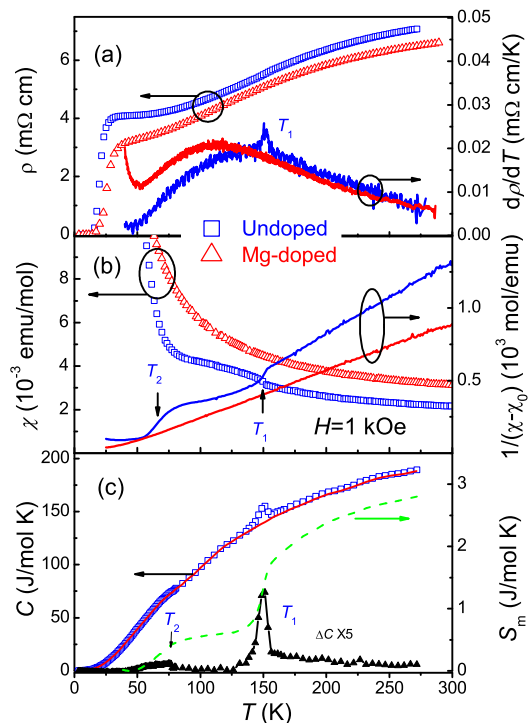 (a)
ρ (mΩ cm)
6
4
2
0
T1
0.05
0.04
0.03
0.02
0.01
0.00
dρ/dT (mΩ cm/K)
Undoped
Mg-doped
(b)
χ (10⁻³ emu/mol)
8
6
4
2
T2
T1
H=1 kOe
1.0
0.5
0.0
1/(χ-χ0) (10³ mol/emu)
(c)
C (J/mol K)
200
175
150
125
100
75
50
25
0
T2
T1
ΔC X5
3
2
1
0
Sm (J/mol K)
0 50 100 150 200 250 300
T (K)